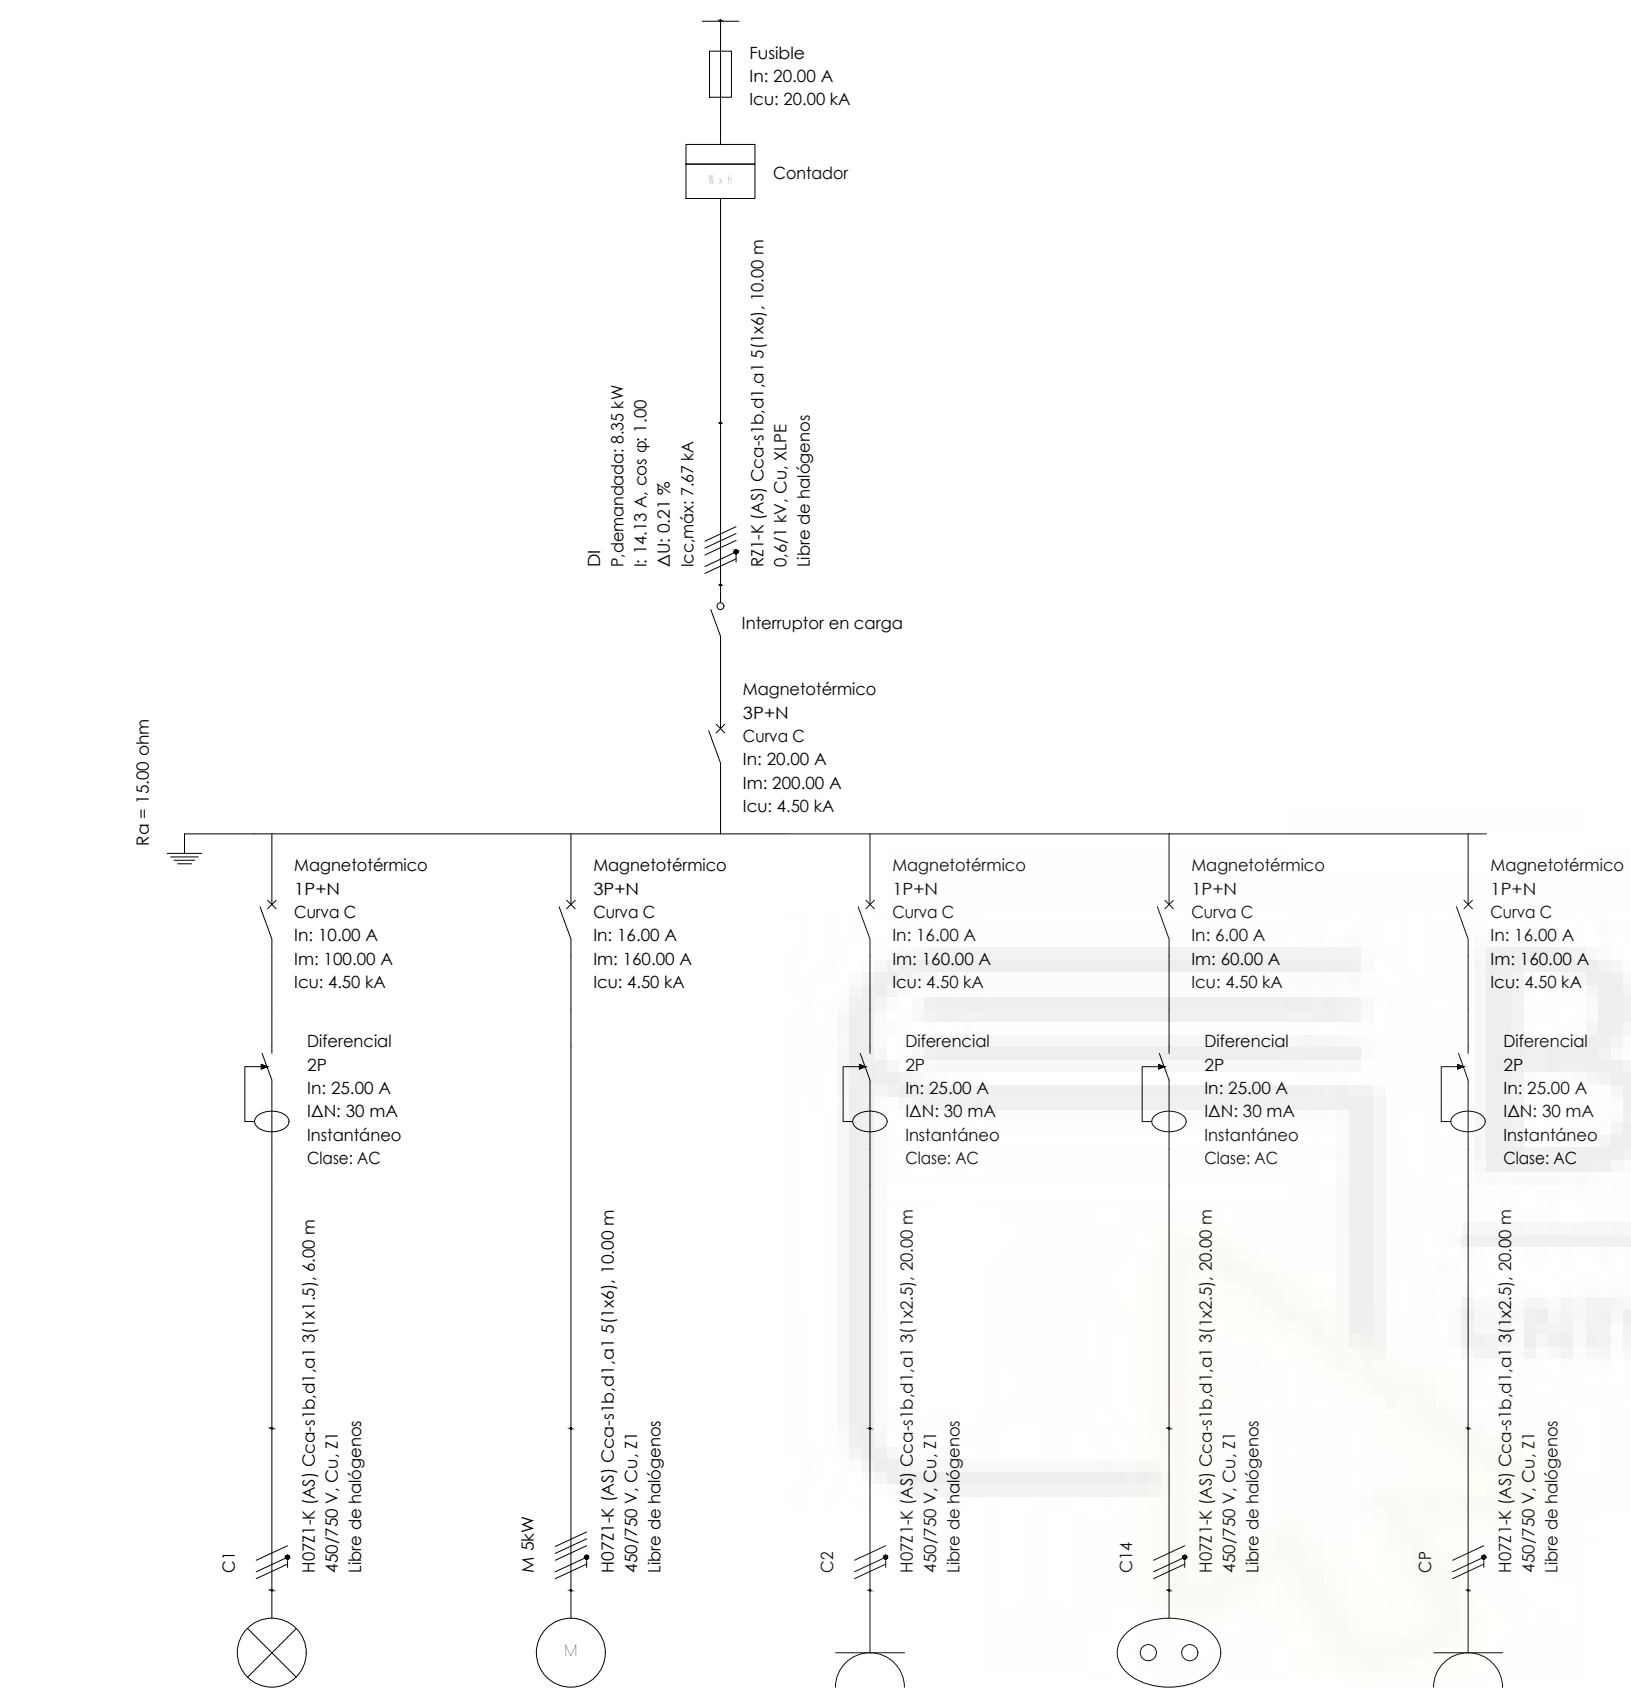 Fusible
In: 20.00 A
Icu: 20.00 kA
W x h
Contador
DI
P,demandada: 8.35 kW
I: 14.13 A, cos φ: 1.00
ΔU: 0.21 %
Icc,máx: 7.67 kA
RZ1-K (AS) Cca-s1b,d1,a1 5(1x6), 10.00 m
0,6/1 kV, Cu, XLPE
Libre de halógenos
Interruptor en carga
Magnetotérmico
3P+N
Curva C
In: 20.00 A
Im: 200.00 A
Icu: 4.50 kA
Ra = 15.00 ohm
Magnetotérmico
1P+N
Curva C
In: 10.00 A
Im: 100.00 A
Icu: 4.50 kA
Diferencial
2P
In: 25.00 A
IΔN: 30 mA
Instantáneo
Clase: AC
C1
H07Z1-K (AS) Cca-s1b,d1,a1 3(1x1.5), 6.00 m
450/750 V, Cu, Z1
Libre de halógenos
Magnetotérmico
3P+N
Curva C
In: 16.00 A
Im: 160.00 A
Icu: 4.50 kA
M 5kW
H07Z1-K (AS) Cca-s1b,d1,a1 5(1x6), 10.00 m
450/750 V, Cu, Z1
Libre de halógenos
M
Magnetotérmico
1P+N
Curva C
In: 16.00 A
Im: 160.00 A
Icu: 4.50 kA
Diferencial
2P
In: 25.00 A
IΔN: 30 mA
Instantáneo
Clase: AC
C2
H07Z1-K (AS) Cca-s1b,d1,a1 3(1x2.5), 20.00 m
450/750 V, Cu, Z1
Libre de halógenos
Magnetotérmico
1P+N
Curva C
In: 6.00 A
Im: 60.00 A
Icu: 4.50 kA
Diferencial
2P
In: 25.00 A
IΔN: 30 mA
Instantáneo
Clase: AC
C14
H07Z1-K (AS) Cca-s1b,d1,a1 3(1x2.5), 20.00 m
450/750 V, Cu, Z1
Libre de halógenos
Magnetotérmico
1P+N
Curva C
In: 16.00 A
Im: 160.00 A
Icu: 4.50 kA
Diferencial
2P
In: 25.00 A
IΔN: 30 mA
Instantáneo
Clase: AC
CP
H07Z1-K (AS) Cca-s1b,d1,a1 3(1x2.5), 20.00 m
450/750 V, Cu, Z1
Libre de halógenos